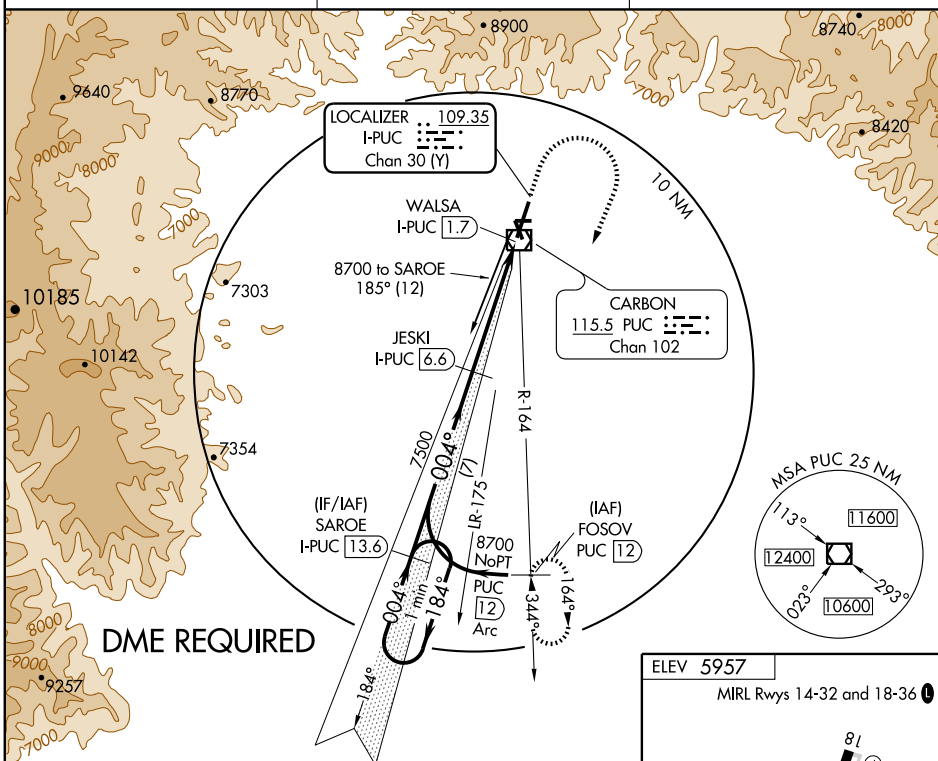 8900
8740
8000
9640
8770
7000
8420
9000
8000
7000
LOCALIZER 109.35
I-PUC
Chan 30 (Y)
10 NM
WALSA
I-PUC 1.7
8700 to SAROE
185° (12)
7303
10185
CARBON
115.5 PUC
Chan 102
JESKI
I-PUC 6.6
10142
R-164
7354
7500
004°
(7)
LR-175
MSA PUC 25 NM
113°
11600
12400
023°
10600
293°
(IF/IAF)
SAROE
I-PUC 13.6
8700
NoPT
PUC
12
Arc
(IAF)
FOSOV
PUC 12
004°
1 min
184°
344°
164°
8000
9000
9257
7000
DME REQUIRED
184°
ELEV 5957
MIRL Rwys 14-32 and 18-36 L
18